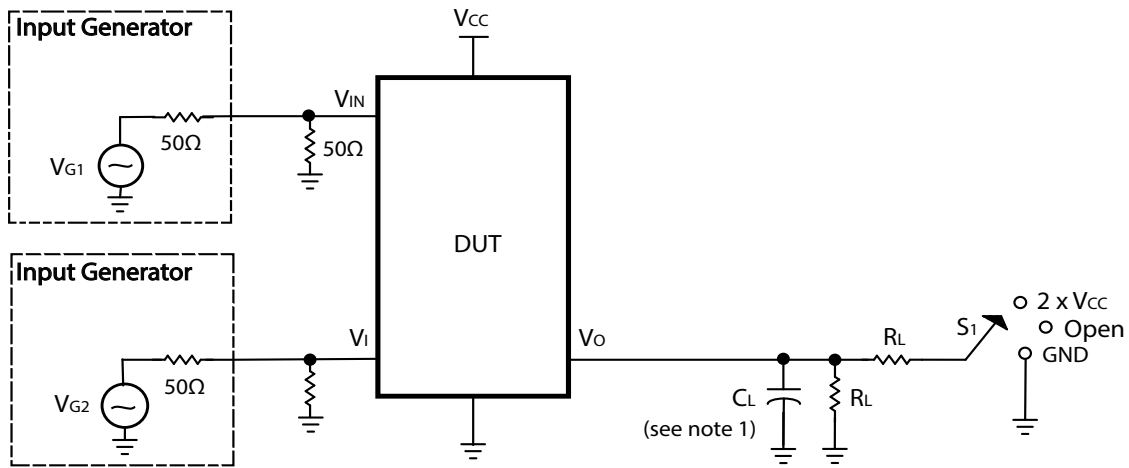 Input Generator
VCC
VIN
50Ω
50Ω
VG1
DUT
Input Generator
2 x VCC
S1
Open
VI
VO
RL
GND
50Ω
VG2
CL
RL
(see note 1)